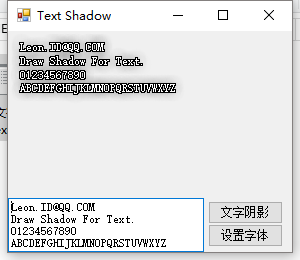 Text Shadow
Leon.ID@QQ.COM
Draw Shadow For Text.
01234567890
ABCDEFGHIJKLMNOPQRSTUVWXYZ
Leon.ID@QQ.COM
Draw Shadow For Text.
01234567890
ABCDEFGHIJKLMNOPQRSTUVWXYZ
文字阴影
设置字体